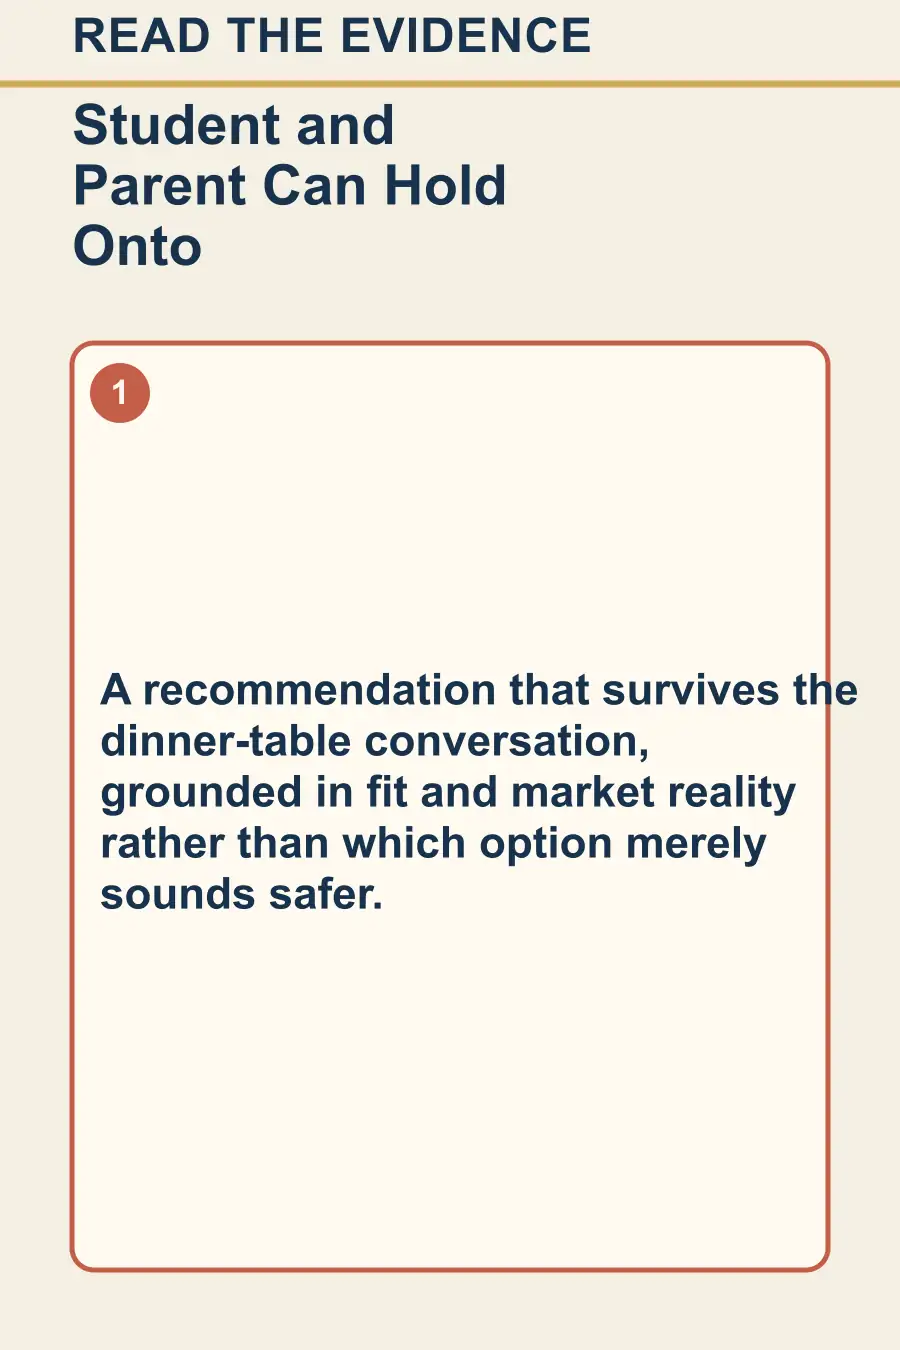 READ THE EVIDENCE
Student and
Parent Can Hold
Onto
1
A recommendation that survives the
dinner-table conversation,
grounded in fit and market reality
rather than which option merely
sounds safer.